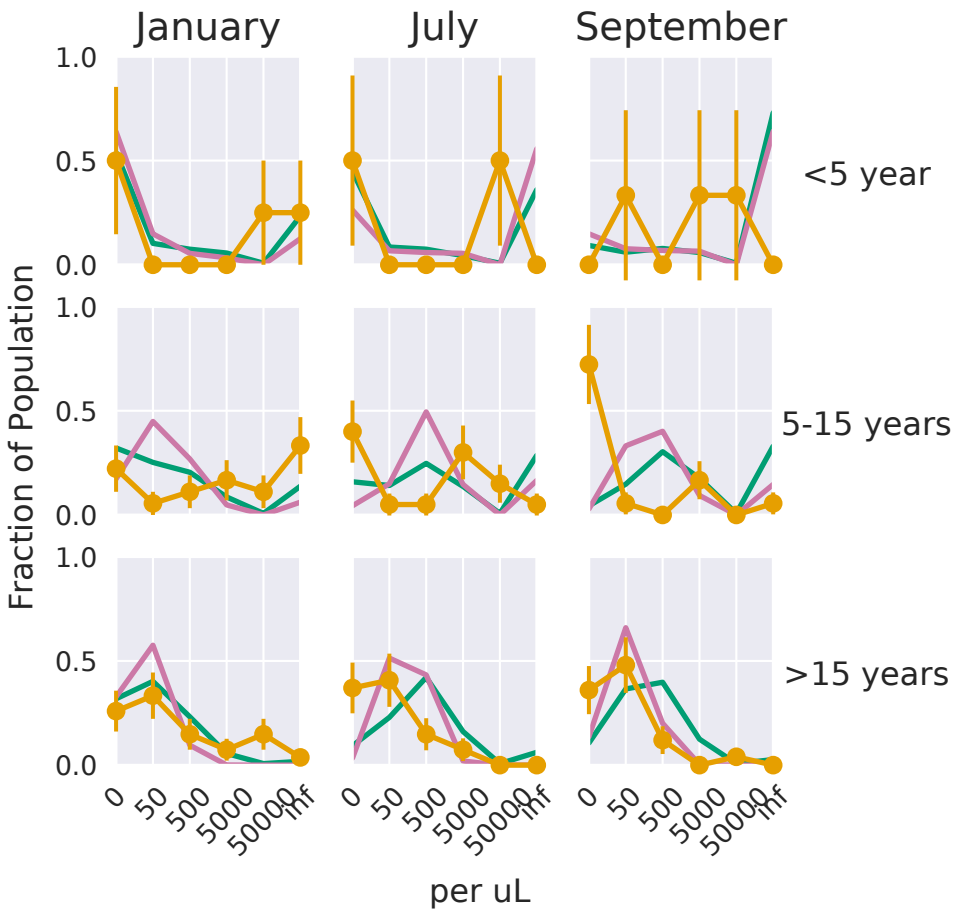 January July September
1.0
0.5
0.0
<5 year
1.0
0.5
0.0
5-15 years
1.0
0.5
0.0
>15 years
Fraction of Population
0 50 500 5000 50000 inf
0 50 500 5000 50000 inf
0 50 500 5000 50000 inf
per uL